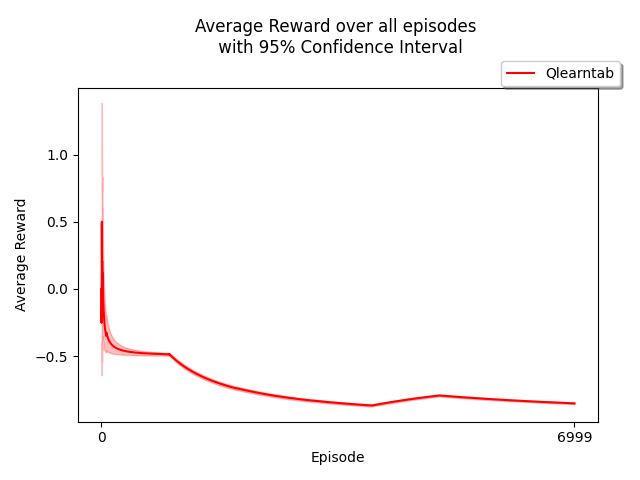 Average Reward over all episodes
with 95% Confidence Interval
Qlearntab
1.0
0.5
0.0
−0.5
Average Reward
0
6999
Episode